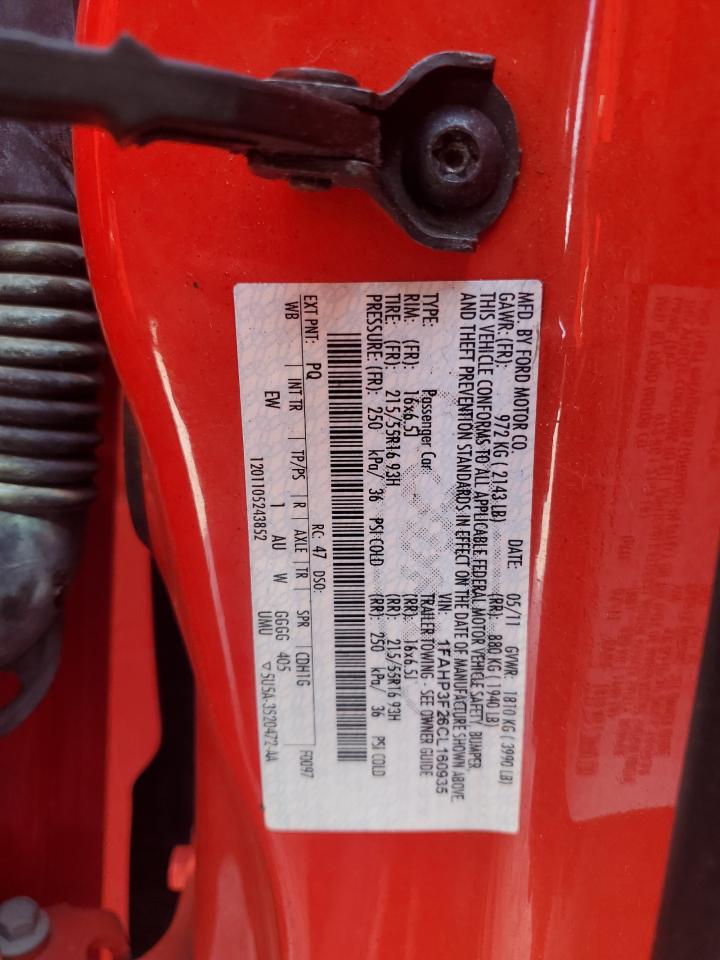 MFD. BY FORD MOTOR CO.
DATE: 05/11 GVWR: 1810 KG ( 3990 LB)
GAWR: (FR): 972 KG ( 2143 LB) (RR): 880 KG ( 1940 LB)
THIS VEHICLE CONFORMS TO ALL APPLICABLE FEDERAL MOTOR VEHICLE SAFETY, BUMPER,
AND THEFT PREVENTION STANDARDS IN EFFECT ON THE DATE OF MANUFACTURE SHOWN ABOVE.
VIN: 1FAHP3F26CL160935
TYPE: Passenger Car TRAILER TOWING - SEE OWNER GUIDE
RIM: (FR): 16x6.5J (RR): 16x6.5J
TIRE: (FR): 215/55R16 93H (RR): 215/55R16 93H
PRESSURE: (FR): 250 kPa/ 36 PSI COLD (RR): 250 kPa/ 36 PSI COLD
EXT PNT: PQ RC: 47 DSO: F0097
WB INT TR TP/PS R AXLE TR SPR CDH1G
EW 1 AU W GGGG 405
1201105243852 UMU ▽5U5A-3520472-AA